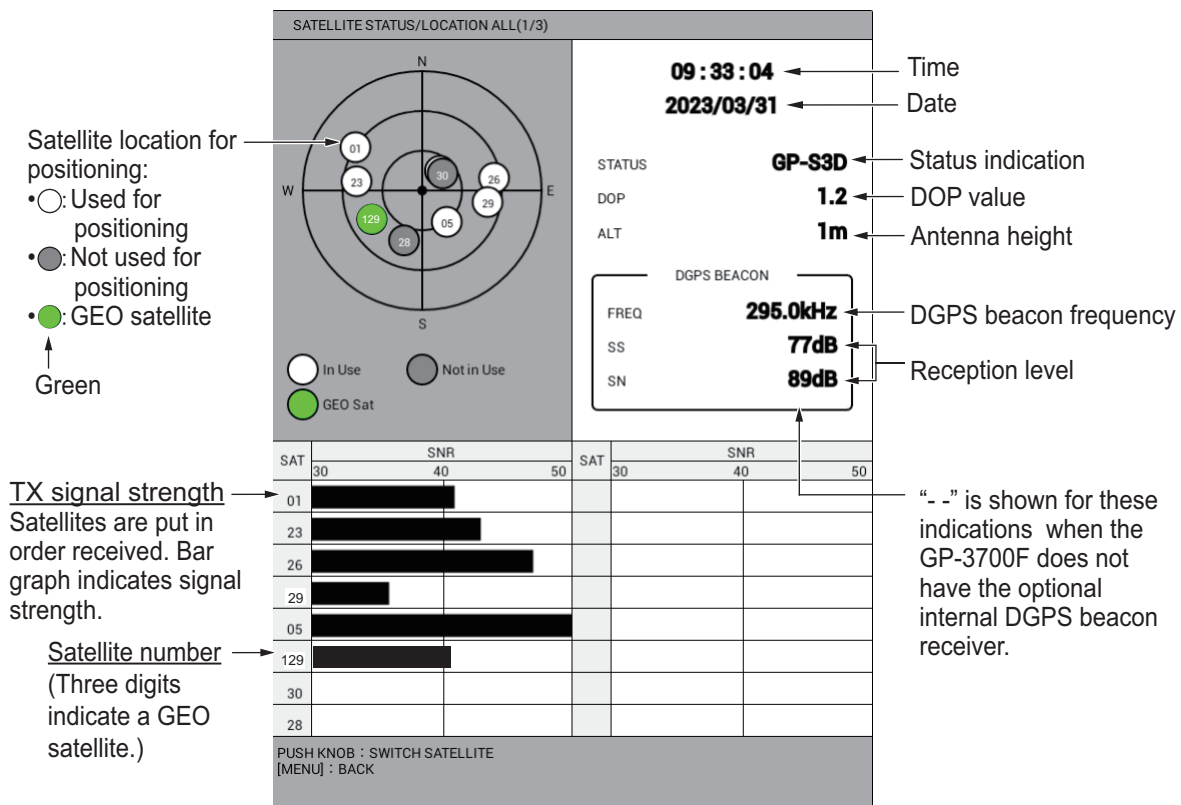 SATELLITE STATUS/LOCATION ALL(1/3)
N
W
E
S
01
23
30
26
29
05
129
28
In Use
Not in Use
GEO Sat
09 : 33 : 04
2023/03/31
STATUS
GP-S3D
DOP
1.2
ALT
1m
DGPS BEACON
FREQ
295.0kHz
SS
77dB
SN
89dB
Time
Date
Status indication
DOP value
Antenna height
DGPS beacon frequency
Reception level
Satellite location for
positioning:
•○: Used for
positioning
•●: Not used for
positioning
•●: GEO satellite
Green
SAT
SNR
30
40
50
SAT
SNR
30
40
50
01
23
26
29
05
129
30
28
TX signal strength
Satellites are put in
order received. Bar
graph indicates signal
strength.
Satellite number
(Three digits
indicate a GEO
satellite.)
“- -” is shown for these
indications when the
GP-3700F does not
have the optional
internal DGPS beacon
receiver.
PUSH KNOB : SWITCH SATELLITE
[MENU] : BACK